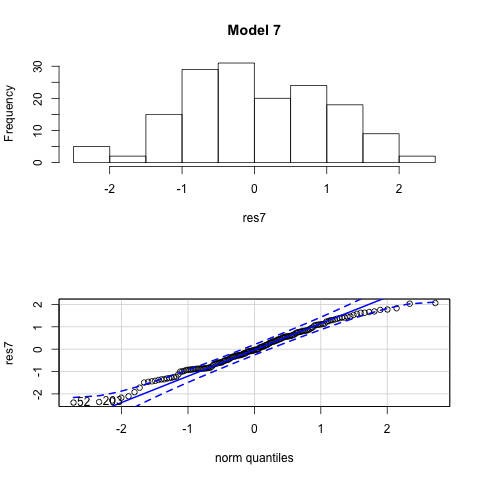 Model 7
Frequency
0 10 20 30
-2 -1 0 1 2
res7
res7
-2 -1 0 1 2
52 203
-2 -1 0 1 2
norm quantiles